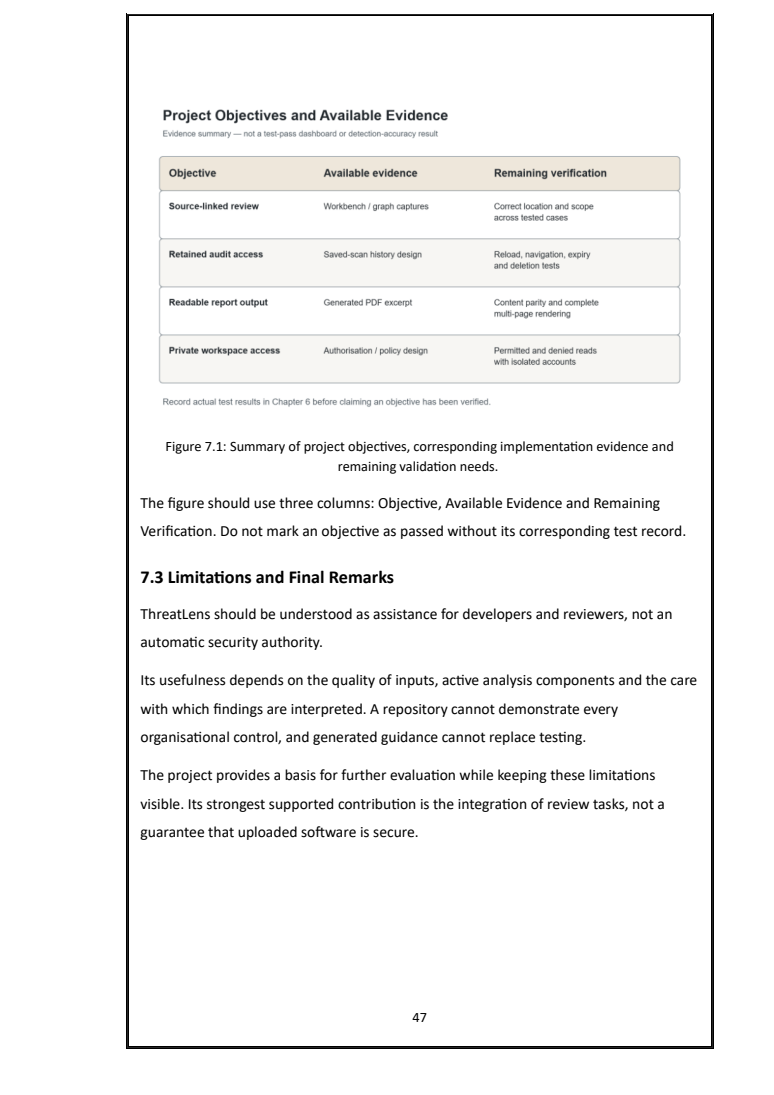 Project Objectives and Available Evidence
Evidence summary — not a test-pass dashboard or detection-accuracy result
Objective Available evidence Remaining verification
Source-linked review Workbench / graph captures Correct location and scope
across tested cases
Retained audit access Saved-scan history design Reload, navigation, expiry
and deletion tests
Readable report output Generated PDF excerpt Content parity and complete
multi-page rendering
Private workspace access Authorisation / policy design Permitted and denied reads
with isolated accounts
Record actual test results in Chapter 6 before claiming an objective has been verified.
Figure 7.1: Summary of project objectives, corresponding implementation evidence and
remaining validation needs.
The figure should use three columns: Objective, Available Evidence and Remaining
Verification. Do not mark an objective as passed without its corresponding test record.
7.3 Limitations and Final Remarks
ThreatLens should be understood as assistance for developers and reviewers, not an
automatic security authority.
Its usefulness depends on the quality of inputs, active analysis components and the care
with which findings are interpreted. A repository cannot demonstrate every
organisational control, and generated guidance cannot replace testing.
The project provides a basis for further evaluation while keeping these limitations
visible. Its strongest supported contribution is the integration of review tasks, not a
guarantee that uploaded software is secure.
47